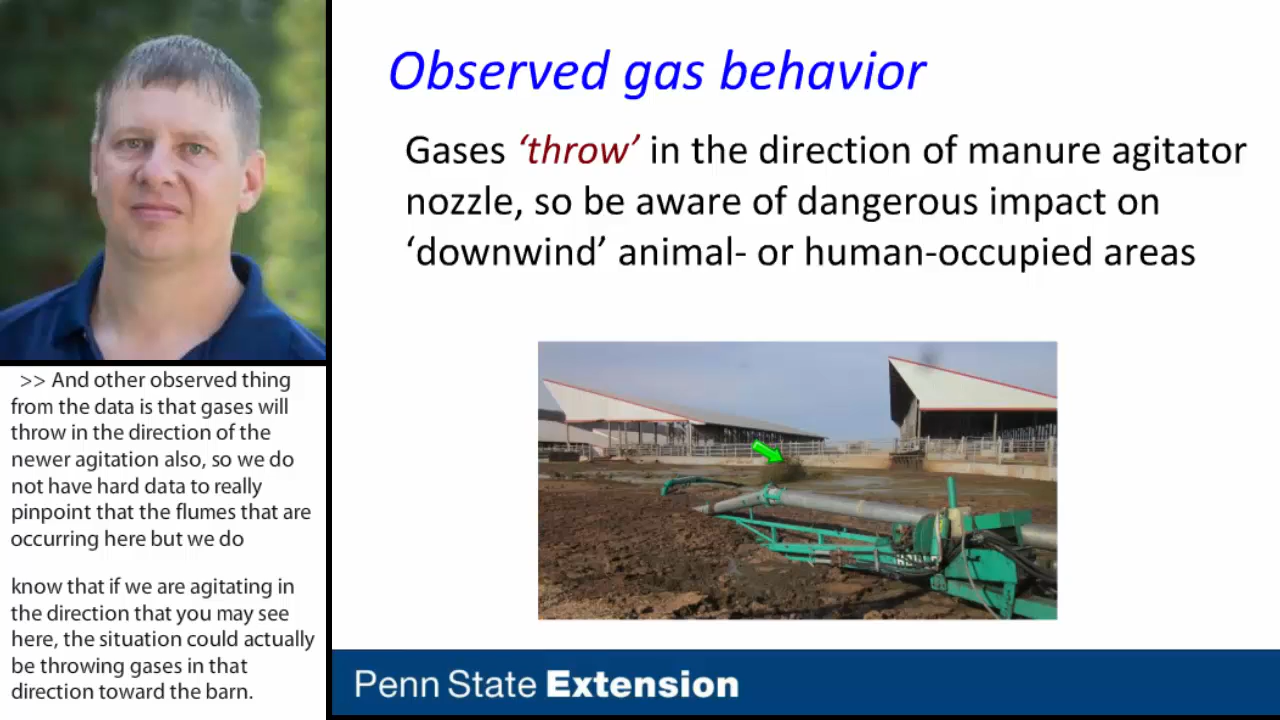 Observed gas behavior
Gases ‘throw’ in the direction of manure agitator
nozzle, so be aware of dangerous impact on
‘downwind’ animal- or human-occupied areas
>> And other observed thing
from the data is that gases will
throw in the direction of the
newer agitation also, so we do
not have hard data to really
pinpoint that the flumes that are
occurring here but we do
know that if we are agitating in
the direction that you may see
here, the situation could actually
be throwing gases in that
direction toward the barn.
Penn State Extension